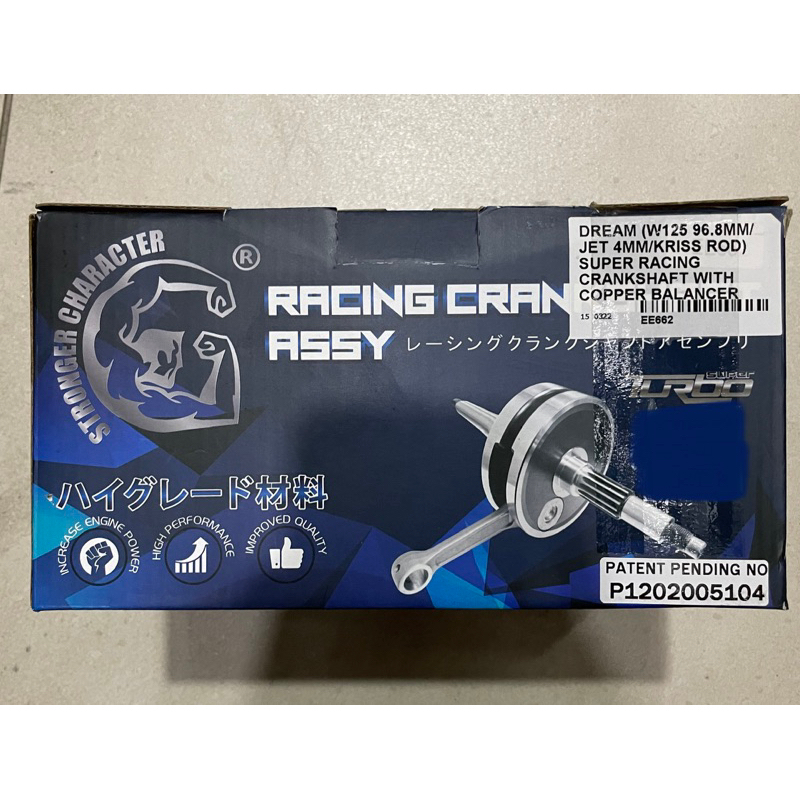 STRONGER CHARACTER
®
RACING CRAN
ASSY レーシングクランクシャフトアセンブリ
DREAM (W125 96.8MM/
JET 4MM/KRISS ROD)
SUPER RACING
CRANKSHAFT WITH
COPPER BALANCER
EE662
SUPER
TURBO
ハイグレード材料
INCREASE ENGINE POWER
HIGH PERFORMANCE
IMPROVED QUALITY
PATENT PENDING NO
P1202005104